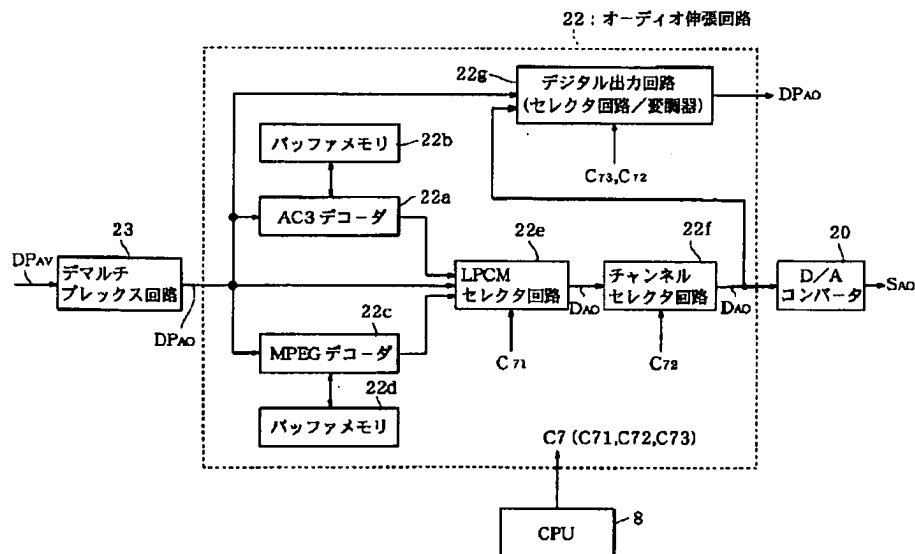 22：オーディオ伸張回路
22g
デジタル出力回路
(セレクタ回路／変調器)
DPAO
バッファメモリ
22b
C73,C72
22a
AC3 デコーダ
23
22e
22f
20
DPAV
デマルチ
プレックス回路
LPCM
セレクタ回路
チャンネル
セレクタ回路
D／A
コンバータ
SAO
DAO
DAO
DPAO
22c
MPEG デコーダ
C71
C72
22d
バッファメモリ
C7 (C71,C72,C73)
8
CPU